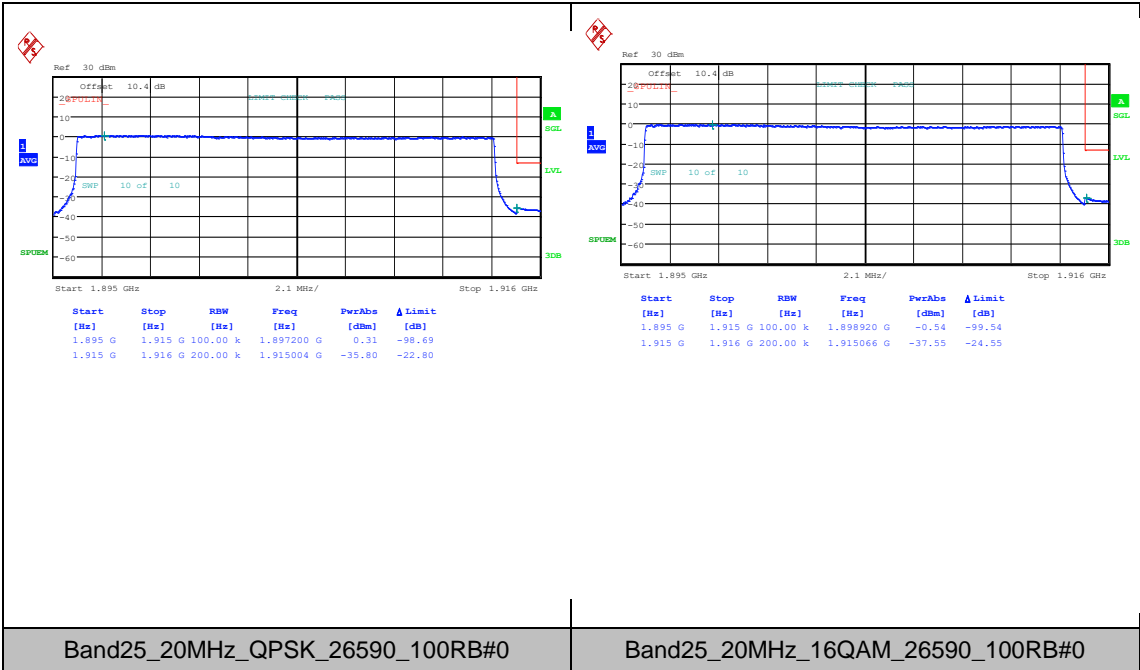 Ref 30 dBm
Offset 10.4 dB
20
_SPULIN_
LIMIT CHECK PASS
10
A
SGL
0
1
AVG
-10
LVL
-20
SWP 10 of 10
-30
-40
-50
SPUEM
-60
3DB
Start 1.895 GHz 2.1 MHz/ Stop 1.916 GHz
Start Stop RBW Freq PwrAbs Δ Limit
[Hz] [Hz] [Hz] [Hz] [dBm] [dB]
1.895 G 1.915 G 100.00 k 1.897200 G 0.31 -98.69
1.915 G 1.916 G 200.00 k 1.915004 G -35.80 -22.80
Band25_20MHz_QPSK_26590_100RB#0
Ref 30 dBm
Offset 10.4 dB
20
_SPULIN_
LIMIT CHECK PASS
A
10
SGL
0
1
AVG
-10
LVL
-20
SWP 10 of 10
-30
-40
-50
SPUEM
-60
3DB
Start 1.895 GHz 2.1 MHz/ Stop 1.916 GHz
Start Stop RBW Freq PwrAbs Δ Limit
[Hz] [Hz] [Hz] [Hz] [dBm] [dB]
1.895 G 1.915 G 100.00 k 1.898920 G -0.54 -99.54
1.915 G 1.916 G 200.00 k 1.915066 G -37.55 -24.55
Band25_20MHz_16QAM_26590_100RB#0